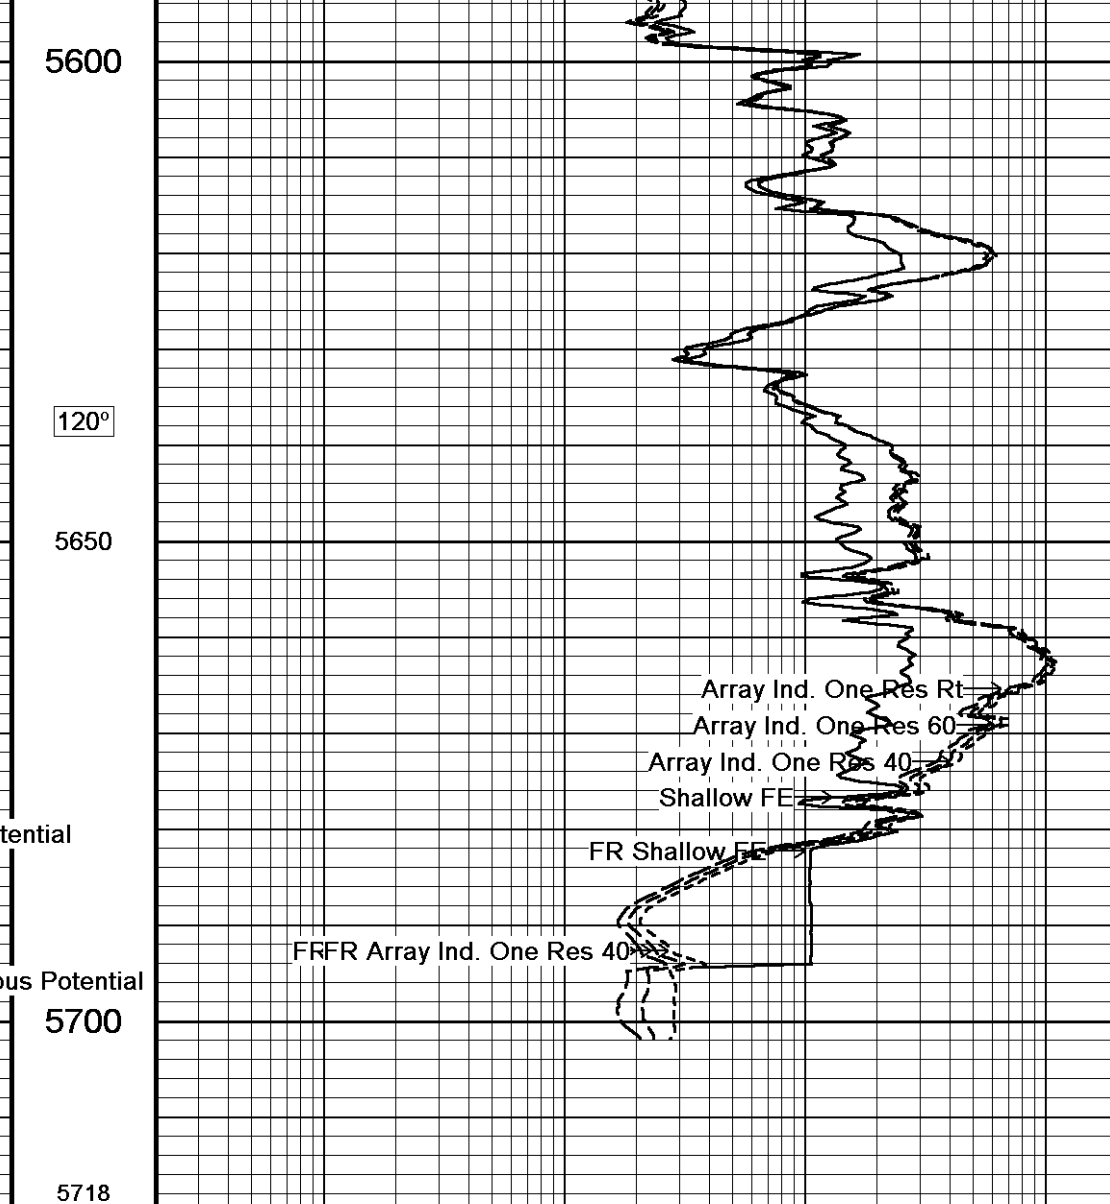 5600
120º
5650
Array Ind. One Res Rt
Array Ind. One Res 60
Array Ind. One Res 40
Shallow FE
tential
FR Shallow FE
FRFR Array Ind. One Res 40
ous Potential
5700
5718